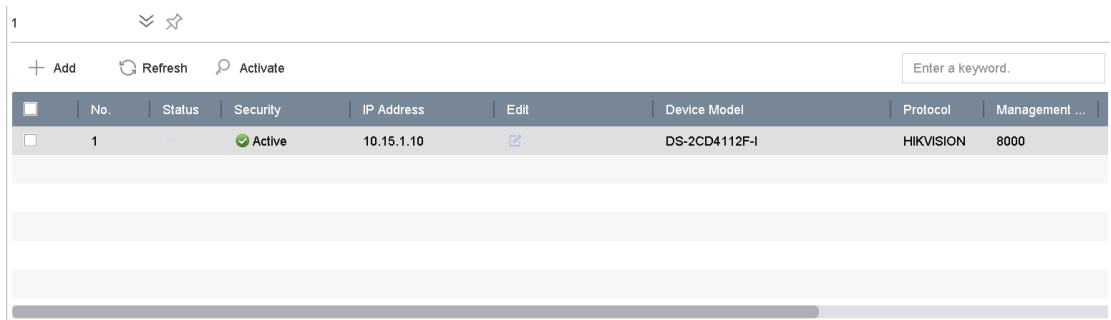 1
Add Refresh Activate Enter a keyword.
No. Status Security IP Address Edit Device Model Protocol Management ...
1 Active 10.15.1.10 DS-2CD4112F-I HIKVISION 8000